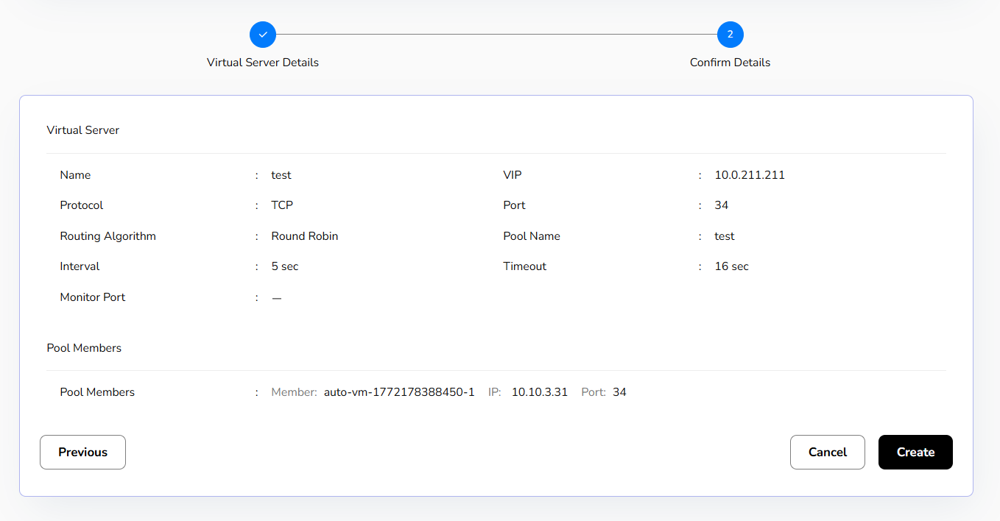 2
Virtual Server Details
Confirm Details
Virtual Server
Name : test VIP : 10.0.211.211
Protocol : TCP Port : 34
Routing Algorithm : Round Robin Pool Name : test
Interval : 5 sec Timeout : 16 sec
Monitor Port : —
Pool Members
Pool Members : Member: auto-vm-1772178388450-1 IP: 10.10.3.31 Port: 34
Previous Cancel Create